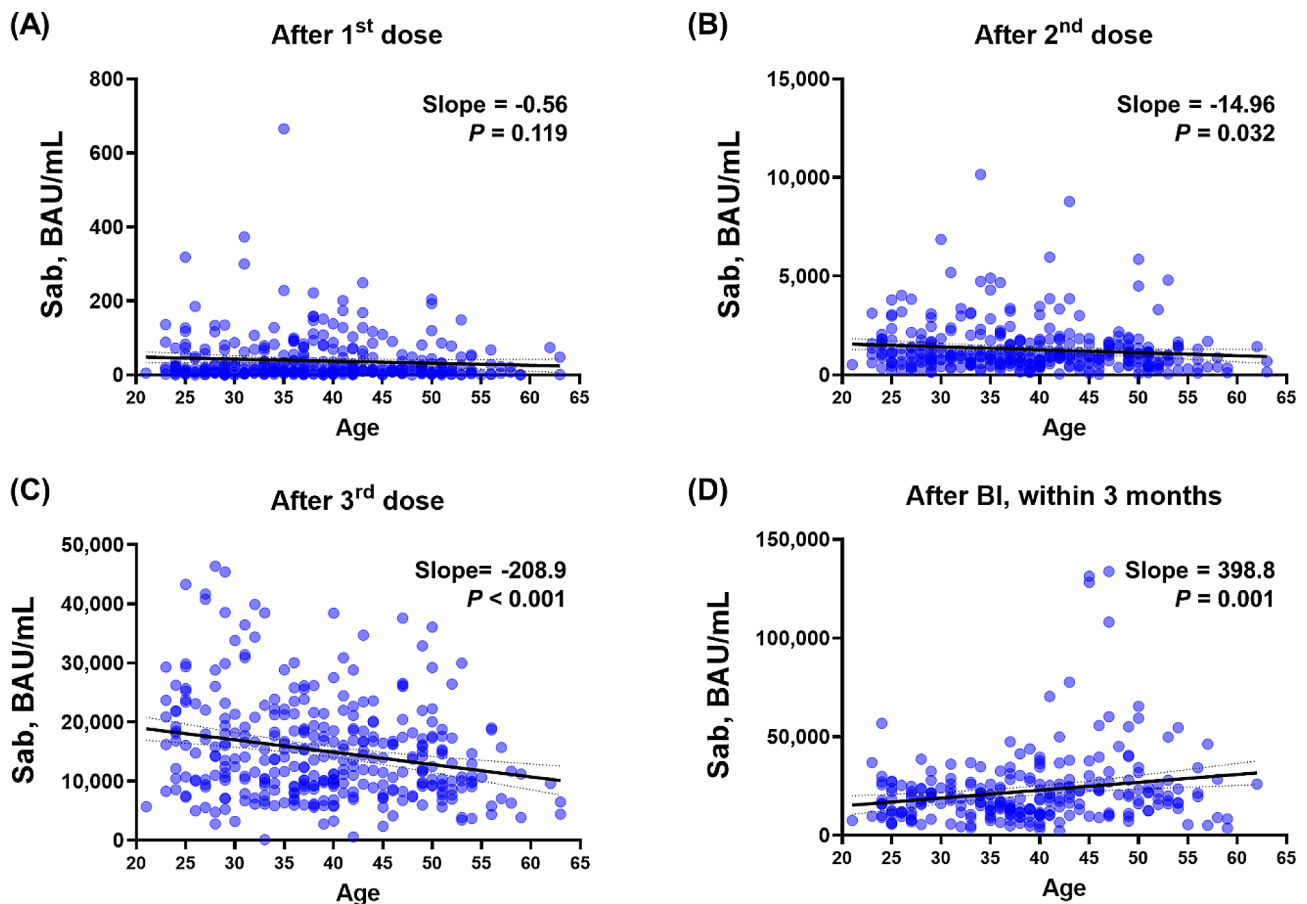 (A)
After 1st dose
Slope = -0.56
P = 0.119
Sab, BAU/mL
800
600
400
200
0
20 25 30 35 40 45 50 55 60 65
Age
(B)
After 2nd dose
Slope = -14.96
P = 0.032
Sab, BAU/mL
15,000
10,000
5,000
0
20 25 30 35 40 45 50 55 60 65
Age
(C)
After 3rd dose
Slope= -208.9
P < 0.001
Sab, BAU/mL
50,000
40,000
30,000
20,000
10,000
0
20 25 30 35 40 45 50 55 60 65
Age
(D)
After BI, within 3 months
Slope = 398.8
P = 0.001
Sab, BAU/mL
150,000
100,000
50,000
0
20 25 30 35 40 45 50 55 60 65
Age